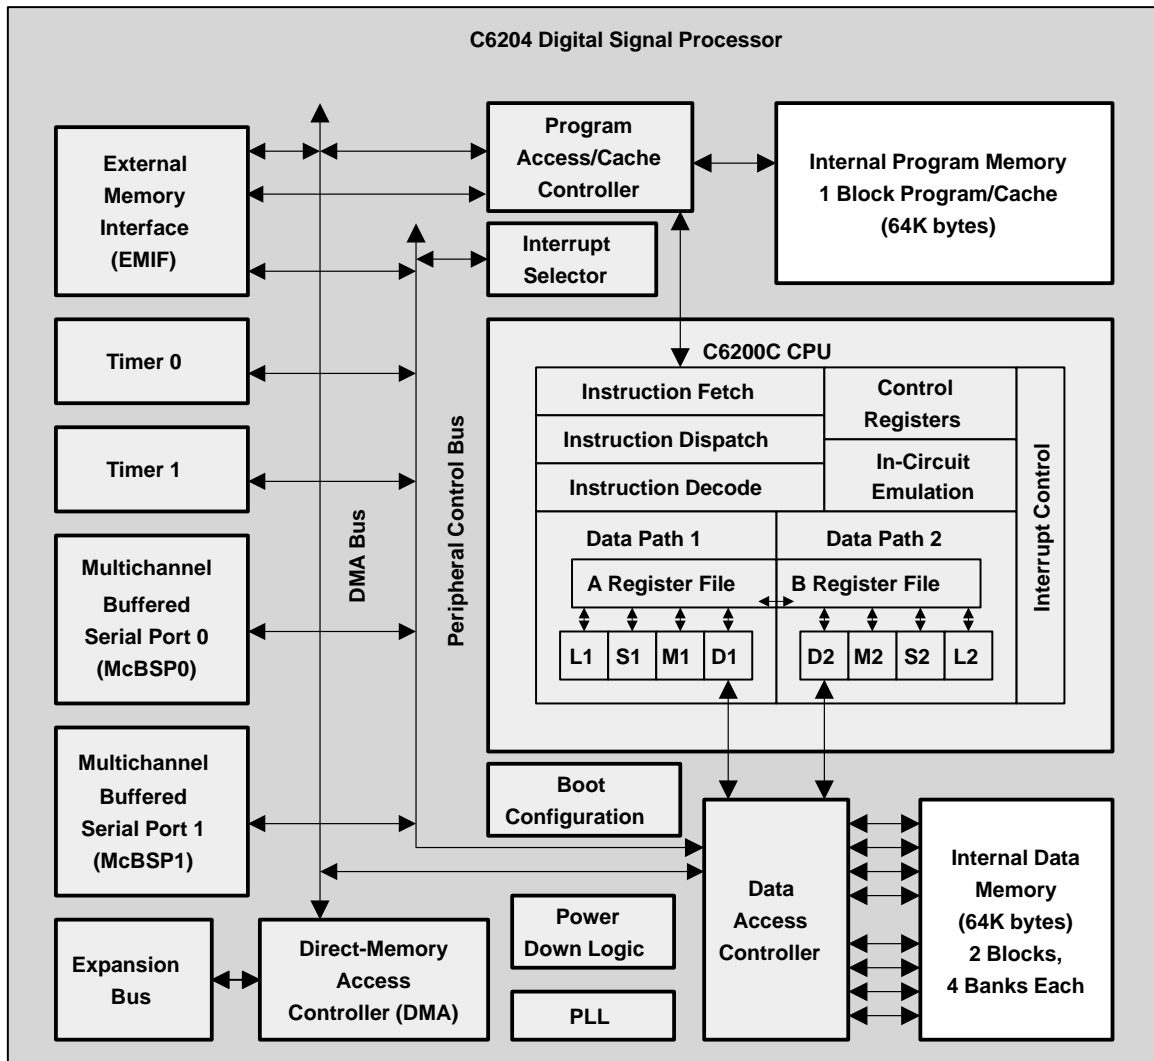 C6204 Digital Signal Processor
External
Memory
Interface
(EMIF)
Program
Access/Cache
Controller
Internal Program Memory
1 Block Program/Cache
(64K bytes)
Interrupt
Selector
Timer 0
Timer 1
Multichannel
Buffered
Serial Port 0
(McBSP0)
Multichannel
Buffered
Serial Port 1
(McBSP1)
Expansion
Bus
DMA Bus
Peripheral Control Bus
C6200C CPU
Instruction Fetch
Instruction Dispatch
Instruction Decode
Control
Registers
In-Circuit
Emulation
Interrupt Control
Data Path 1
Data Path 2
A Register File
B Register File
L1 S1 M1 D1
D2 M2 S2 L2
Boot
Configuration
Direct-Memory
Access
Controller (DMA)
Power
Down Logic
PLL
Data
Access
Controller
Internal Data
Memory
(64K bytes)
2 Blocks,
4 Banks Each